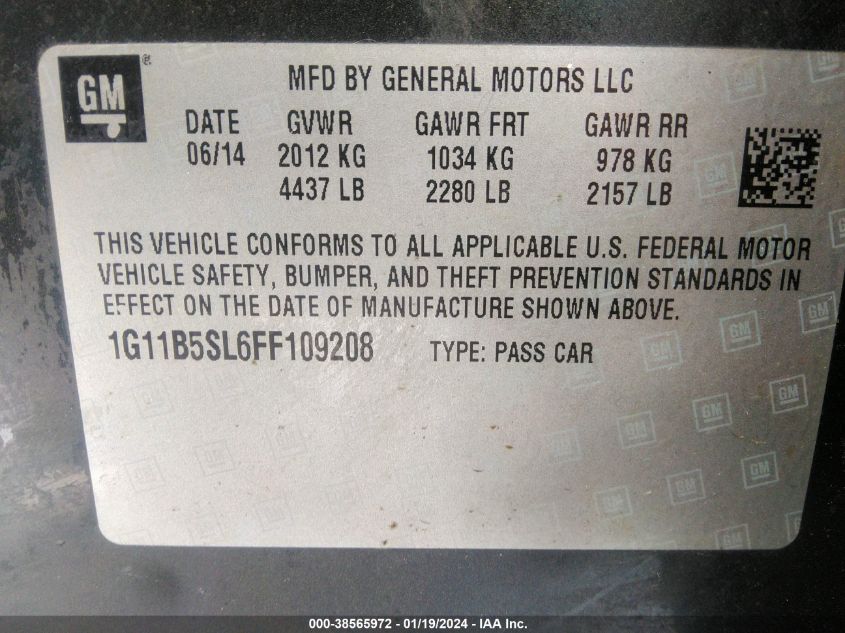 GM
MFD BY GENERAL MOTORS LLC
DATE GVWR GAWR FRT GAWR RR
06/14 2012 KG 1034 KG 978 KG
4437 LB 2280 LB 2157 LB
THIS VEHICLE CONFORMS TO ALL APPLICABLE U.S. FEDERAL MOTOR
VEHICLE SAFETY, BUMPER, AND THEFT PREVENTION STANDARDS IN
EFFECT ON THE DATE OF MANUFACTURE SHOWN ABOVE.
1G11B5SL6FF109208 TYPE: PASS CAR
000-38565972 / 01/19/2024 - IAA Inc.